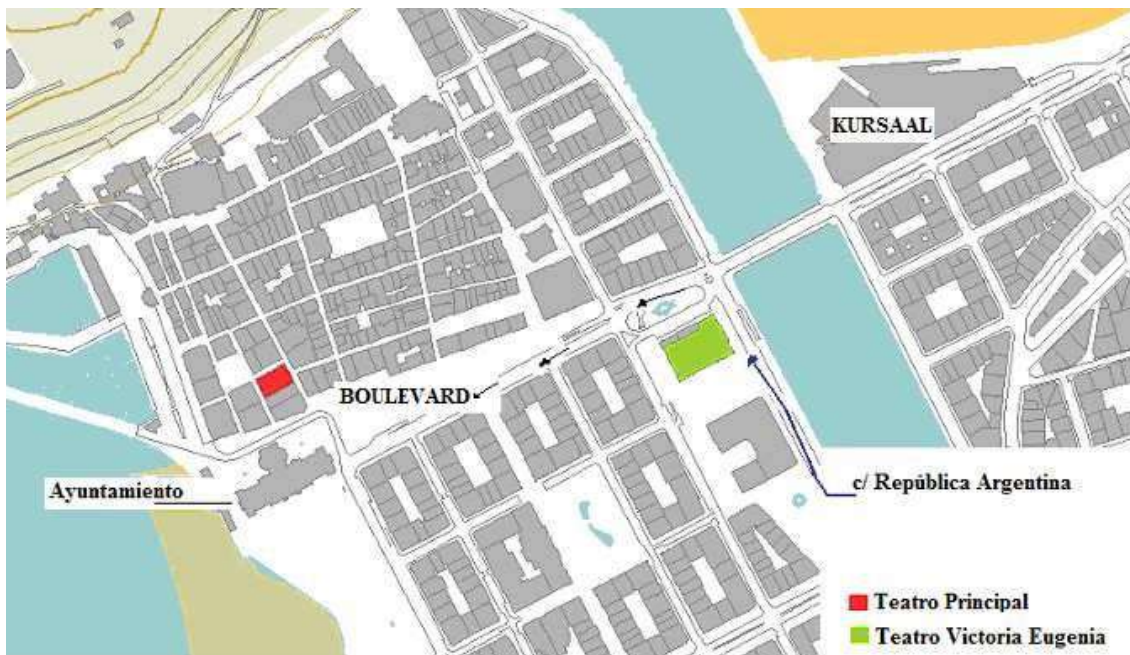 KURSAAL
BOULEVARD
Ayuntamiento
c/ República Argentina
Teatro Principal
Teatro Victoria Eugenia